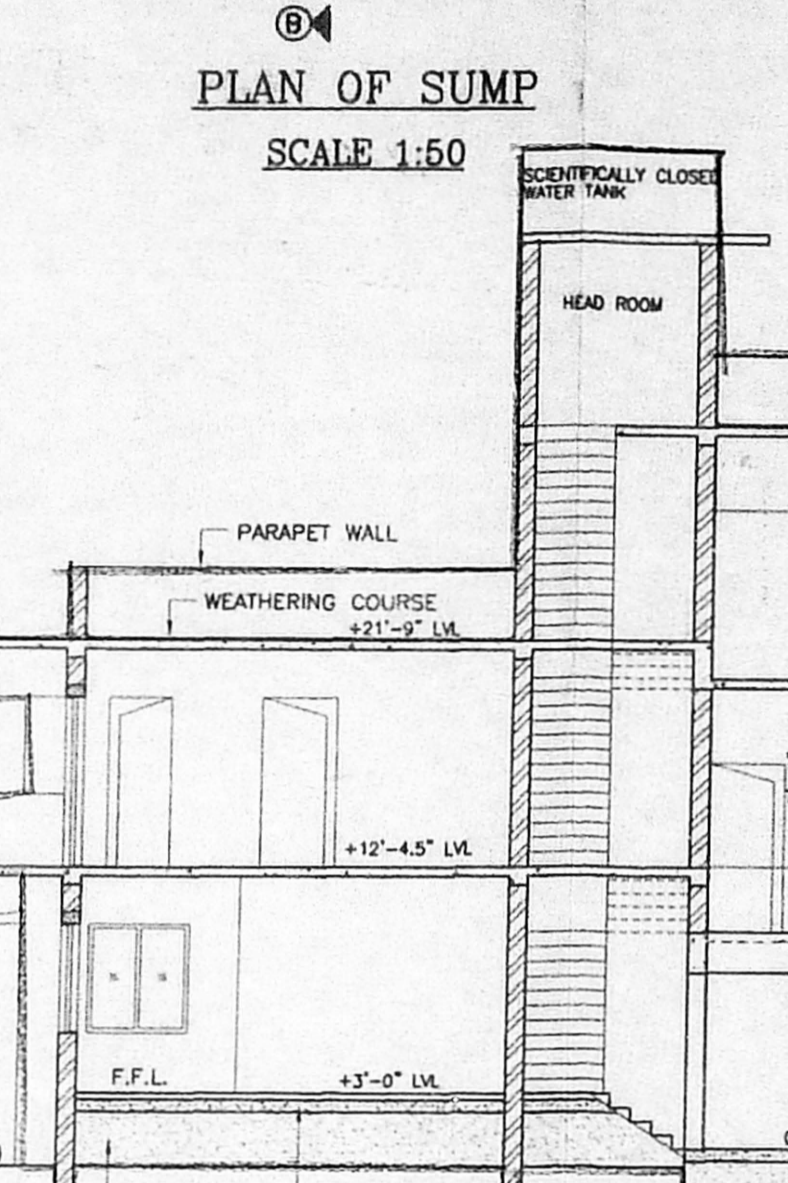 B
PLAN OF SUMP
SCALE 1:50
SCIENTIFICALLY CLOSED
WATER TANK
HEAD ROOM
PARAPET WALL
WEATHERING COURSE
+21'-9" LVL
+12'-4.5" LVL
F.F.L.
+3'-0" LVL